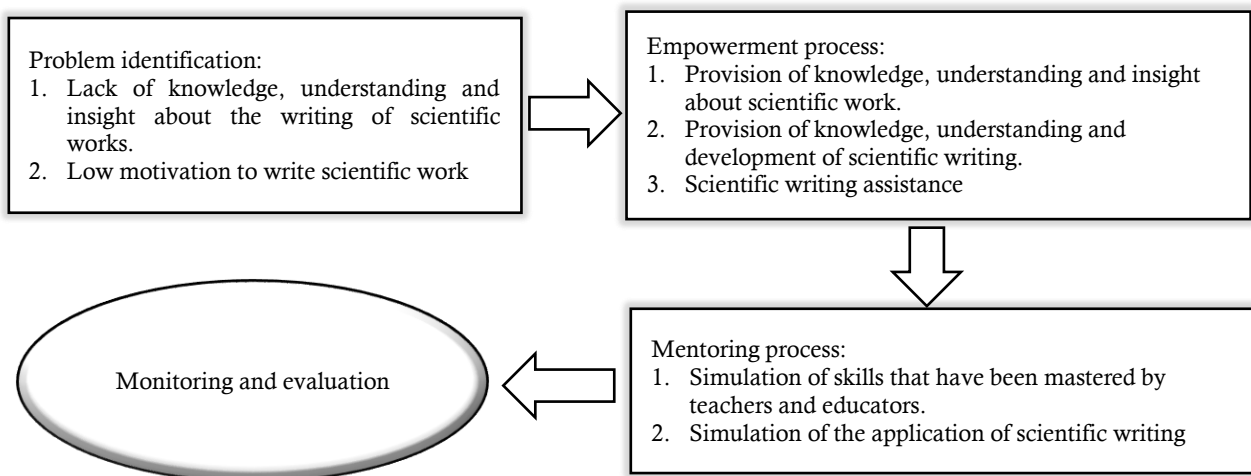 Problem identification:
1. Lack of knowledge, understanding and
insight about the writing of scientific
works.
2. Low motivation to write scientific work
Empowerment process:
1. Provision of knowledge, understanding and insight
about scientific work.
2. Provision of knowledge, understanding and
development of scientific writing.
3. Scientific writing assistance
Mentoring process:
1. Simulation of skills that have been mastered by
teachers and educators.
2. Simulation of the application of scientific writing
Monitoring and evaluation